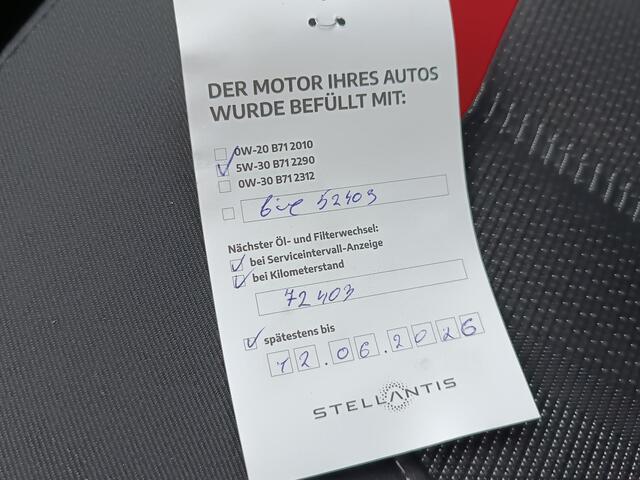 DER MOTOR IHRES AUTOS
WURDE BEFÜLLT MIT:
0W-20 B71 2010
5W-30 B71 2290
0W-30 B71 2312
52403
Nächster Öl- und Filterwechsel:
bei Serviceintervall-Anzeige
bei Kilometerstand
72403
spätestens bis
12.06.2026
STELLANTIS